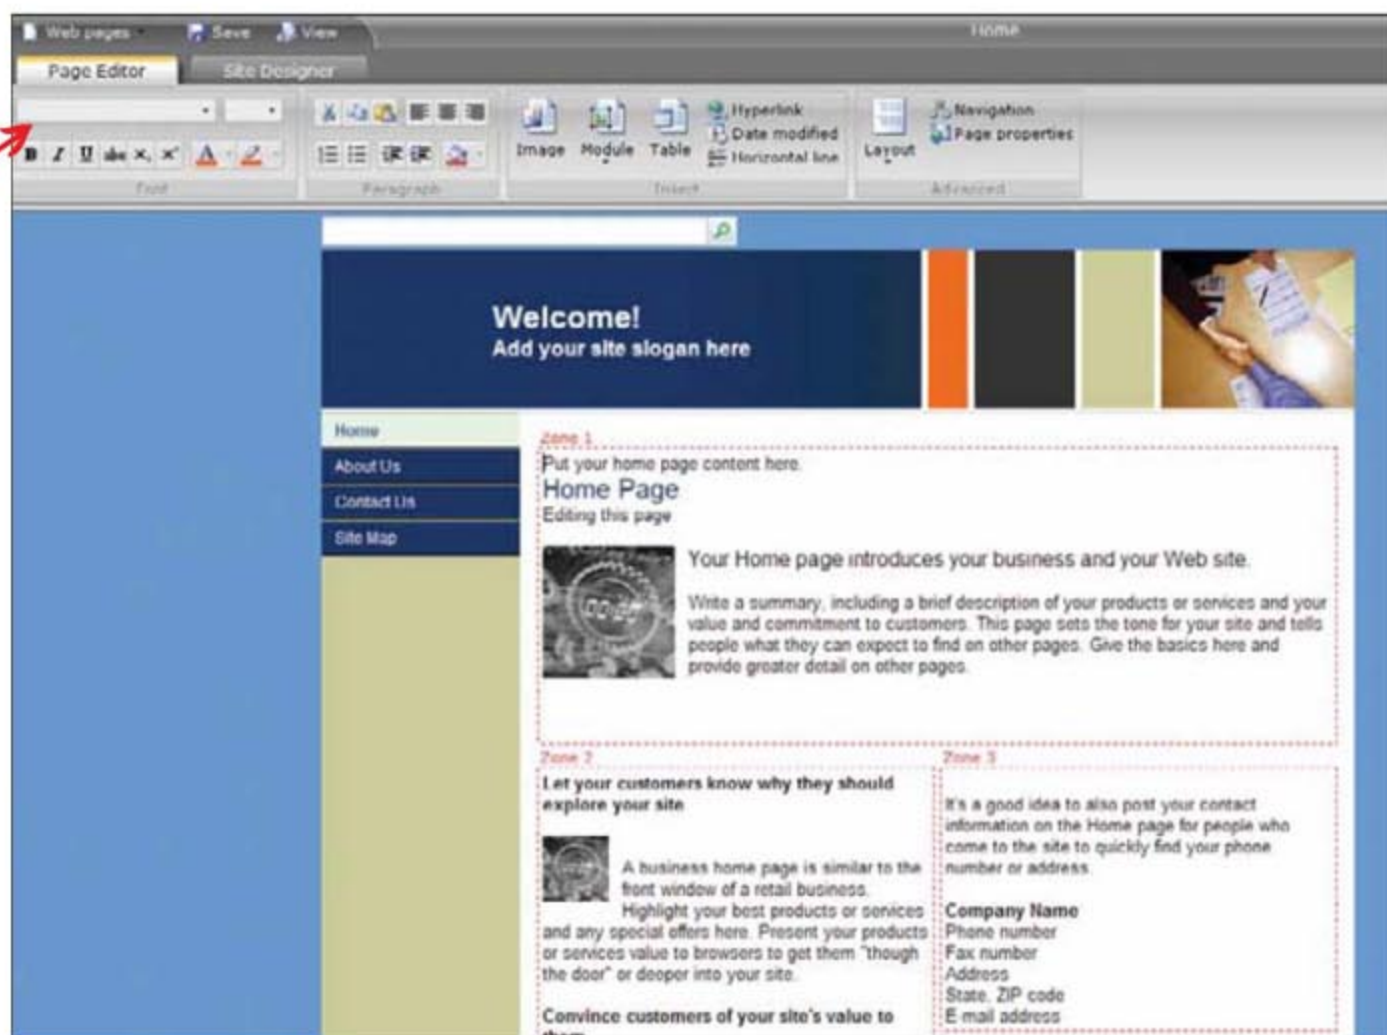 Web pages Save View Home
Page Editor Site Designer
Hyperlink Navigation
Date modified Page properties
B I U abc x, x² A
Image Module Table Horizontal line Layout
Font Paragraph Insert Advanced
Welcome!
Add your site slogan here
Home
About Us
Contact Us
Site Map
Zone 1
Put your home page content here.
Home Page
Editing this page
Your Home page introduces your business and your Web site.
Write a summary, including a brief description of your products or services and your
value and commitment to customers. This page sets the tone for your site and tells
people what they can expect to find on other pages. Give the basics here and
provide greater detail on other pages.
Zone 2
Let your customers know why they should
explore your site
A business home page is similar to the
front window of a retail business.
Highlight your best products or services
and any special offers here. Present your products
or services value to browsers to get them "though
the door" or deeper into your site.
Convince customers of your site's value to
them
Zone 3
It's a good idea to also post your contact
information on the Home page for people who
come to the site to quickly find your phone
number or address.
Company Name
Phone number
Fax number
Address
State, ZIP code
E-mail address